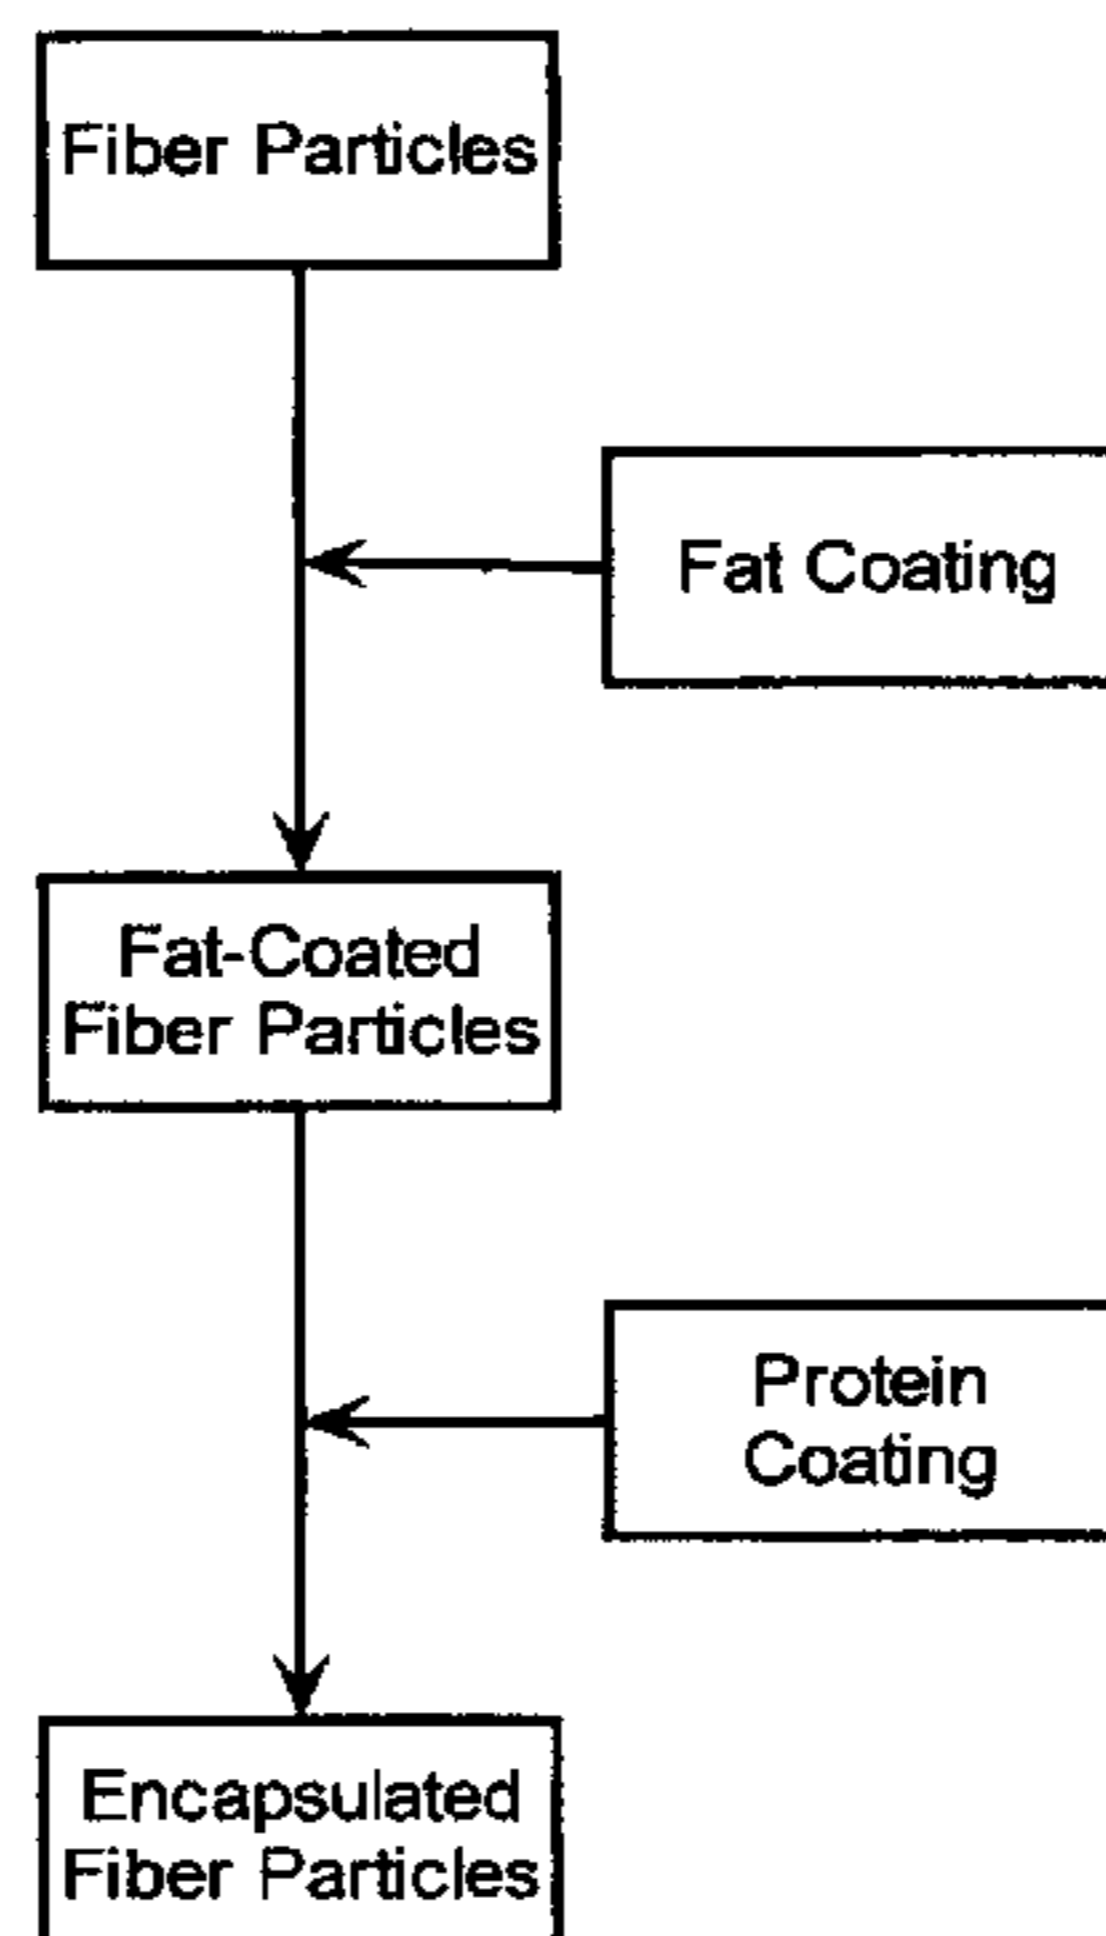 Fiber Particles
Fat Coating
Fat-Coated
Fiber Particles
Protein
Coating
Encapsulated
Fiber Particles